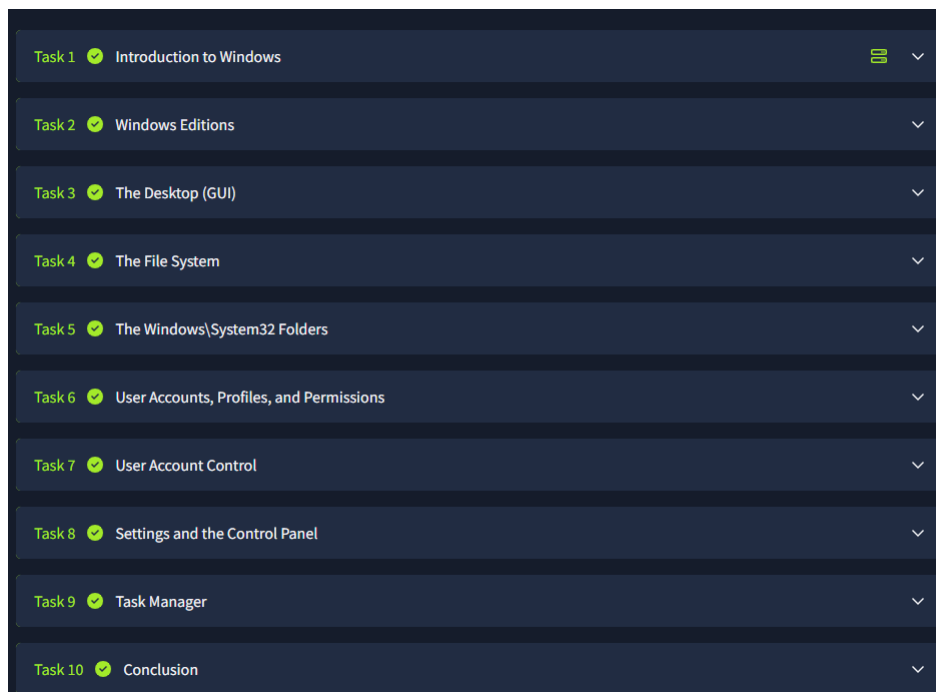 Task 1 Introduction to Windows
Task 2 Windows Editions
Task 3 The Desktop (GUI)
Task 4 The File System
Task 5 The Windows\System32 Folders
Task 6 User Accounts, Profiles, and Permissions
Task 7 User Account Control
Task 8 Settings and the Control Panel
Task 9 Task Manager
Task 10 Conclusion